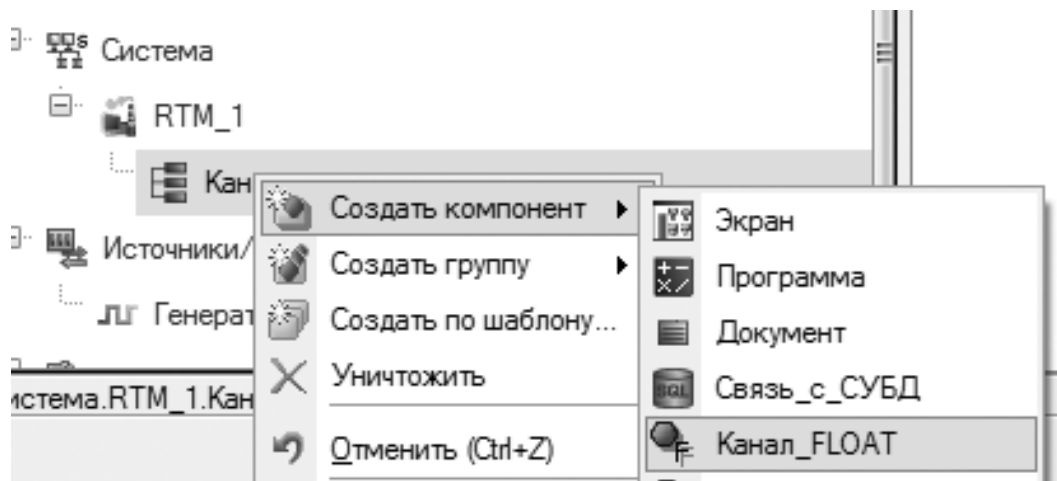 Система
RTM_1
Кан
Источники/
Генерат
истема.RTM_1.Кан
Создать компонент
Создать группу
Создать по шаблону...
Уничтожить
Отменить (Ctrl+Z)
Экран
Программа
Документ
SQL
Связь_с_СУБД
Канал_FLOAT